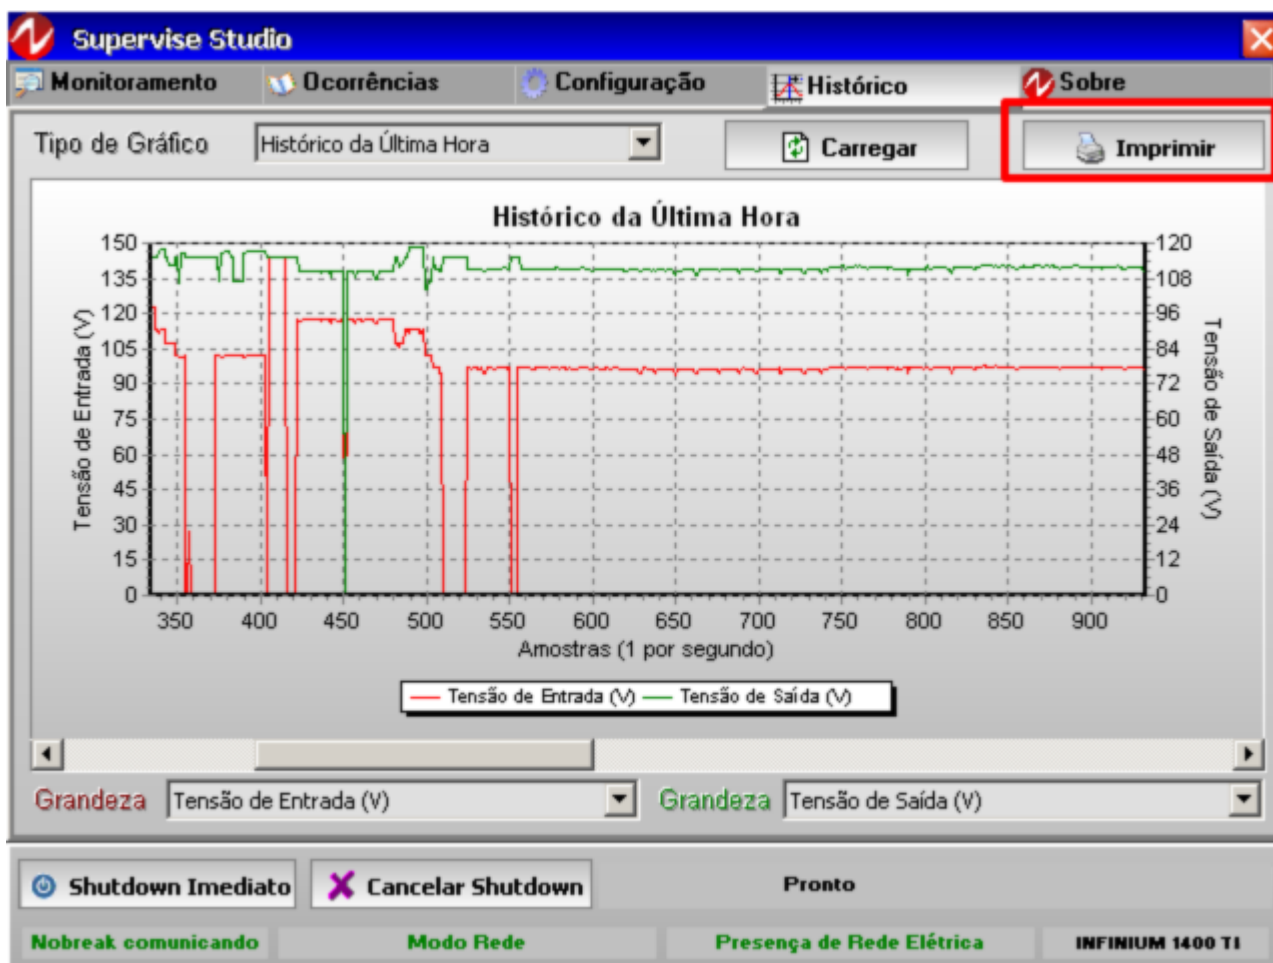 Supervise Studio
Monitoramento Ocorrências Configuração Histórico Sobre
Tipo de Gráfico Histórico da Última Hora Carregar Imprimir
Histórico da Última Hora
150 120
135 108
120 96
105 84
90 72
75 60
60 48
45 36
30 24
15 12
0 0
Tensão de Entrada (V)
Tensão de Saída (V)
350 400 450 500 550 600 650 700 750 800 850 900
Amostras (1 por segundo)
Tensão de Entrada (V) Tensão de Saída (V)
Grandeza Tensão de Entrada (V) Grandeza Tensão de Saída (V)
Shutdown Imediato Cancelar Shutdown Pronto
Nobreak comunicando Modo Rede Presença de Rede Elétrica INFINIUM 1400 TI